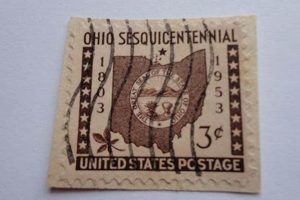 OHIO SESQUICENTENNIAL
1803
1953
3¢
UNITED STATES POSTAGE